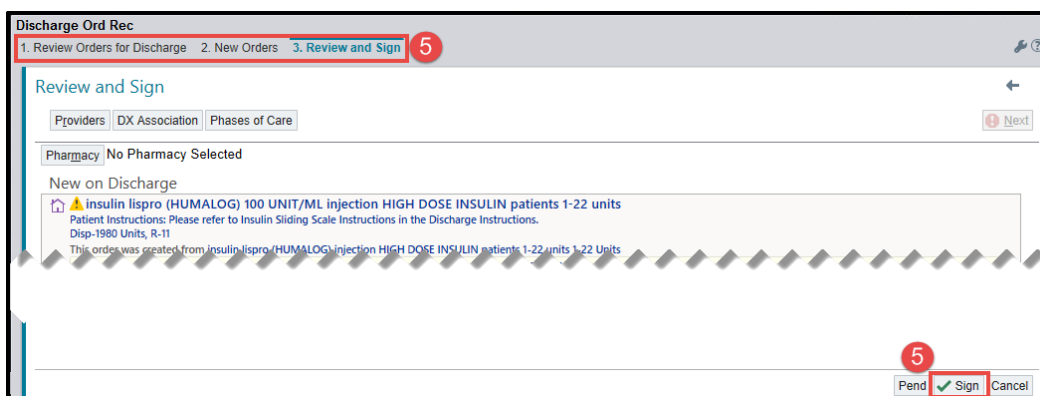 Discharge Ord Rec
1. Review Orders for Discharge 2. New Orders 3. Review and Sign 5
Review and Sign
Providers DX Association Phases of Care Next
Pharmacy No Pharmacy Selected
New on Discharge
insulin lispro (HUMALOG) 100 UNIT/ML injection HIGH DOSE INSULIN patients 1-22 units
Patient Instructions: Please refer to Insulin Sliding Scale Instructions in the Discharge Instructions.
Disp-1980 Units, R-11
This order was created from insulin lispro (HUMALOG) injection HIGH DOSE INSULIN patients 1-22 units 1-22 Units
5
Pend Sign Cancel